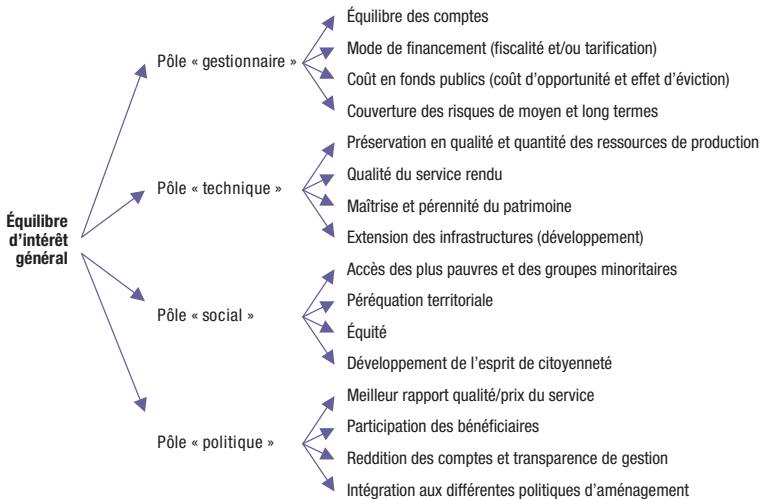 Équilibre
d'intérêt
général
Pôle « gestionnaire »
Équilibre des comptes
Mode de financement (fiscalité et/ou tarification)
Coût en fonds publics (coût d'opportunité et effet d'éviction)
Couverture des risques de moyen et long termes
Pôle « technique »
Préservation en qualité et quantité des ressources de production
Qualité du service rendu
Maîtrise et pérennité du patrimoine
Extension des infrastructures (développement)
Pôle « social »
Accès des plus pauvres et des groupes minoritaires
Péréquation territoriale
Équité
Développement de l'esprit de citoyenneté
Pôle « politique »
Meilleur rapport qualité/prix du service
Participation des bénéficiaires
Reddition des comptes et transparence de gestion
Intégration aux différentes politiques d'aménagement